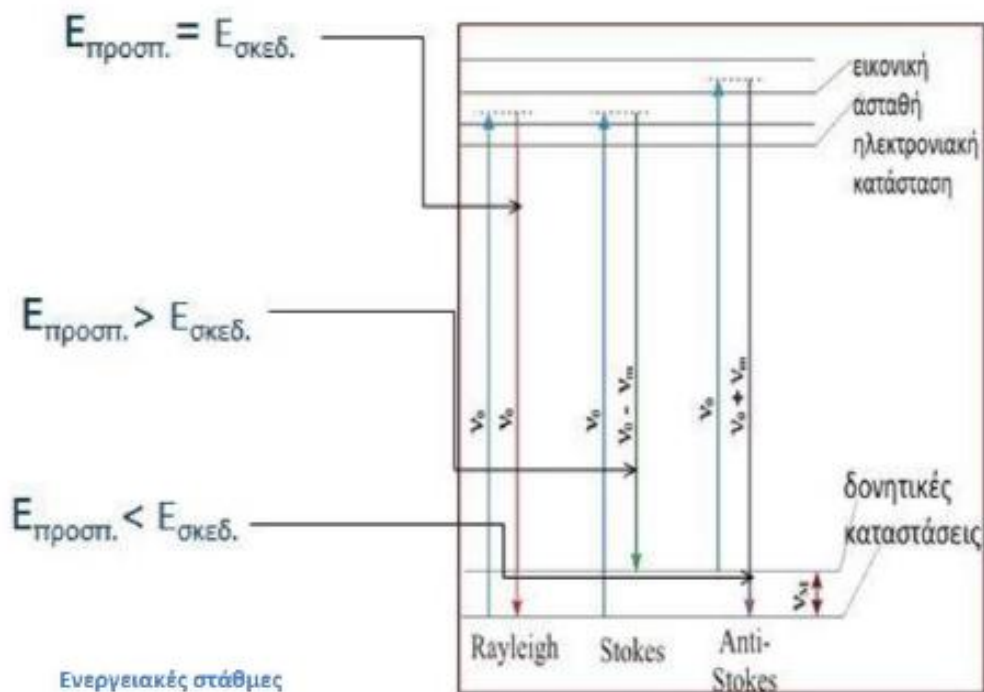 Eπροσπ. = Eσκεδ.
Eπροσπ. > Eσκεδ.
Eπροσπ. < Eσκεδ.
Ενεργειακές στάθμες
εικονική
ασταθή
ηλεκτρονιακή
κατάσταση
ν₀
ν₀
ν₀
ν₀ - νₘ
ν₀
ν₀ + νₘ
δονητικές
καταστάσεις
ν_M
Rayleigh
Stokes
Anti-
Stokes